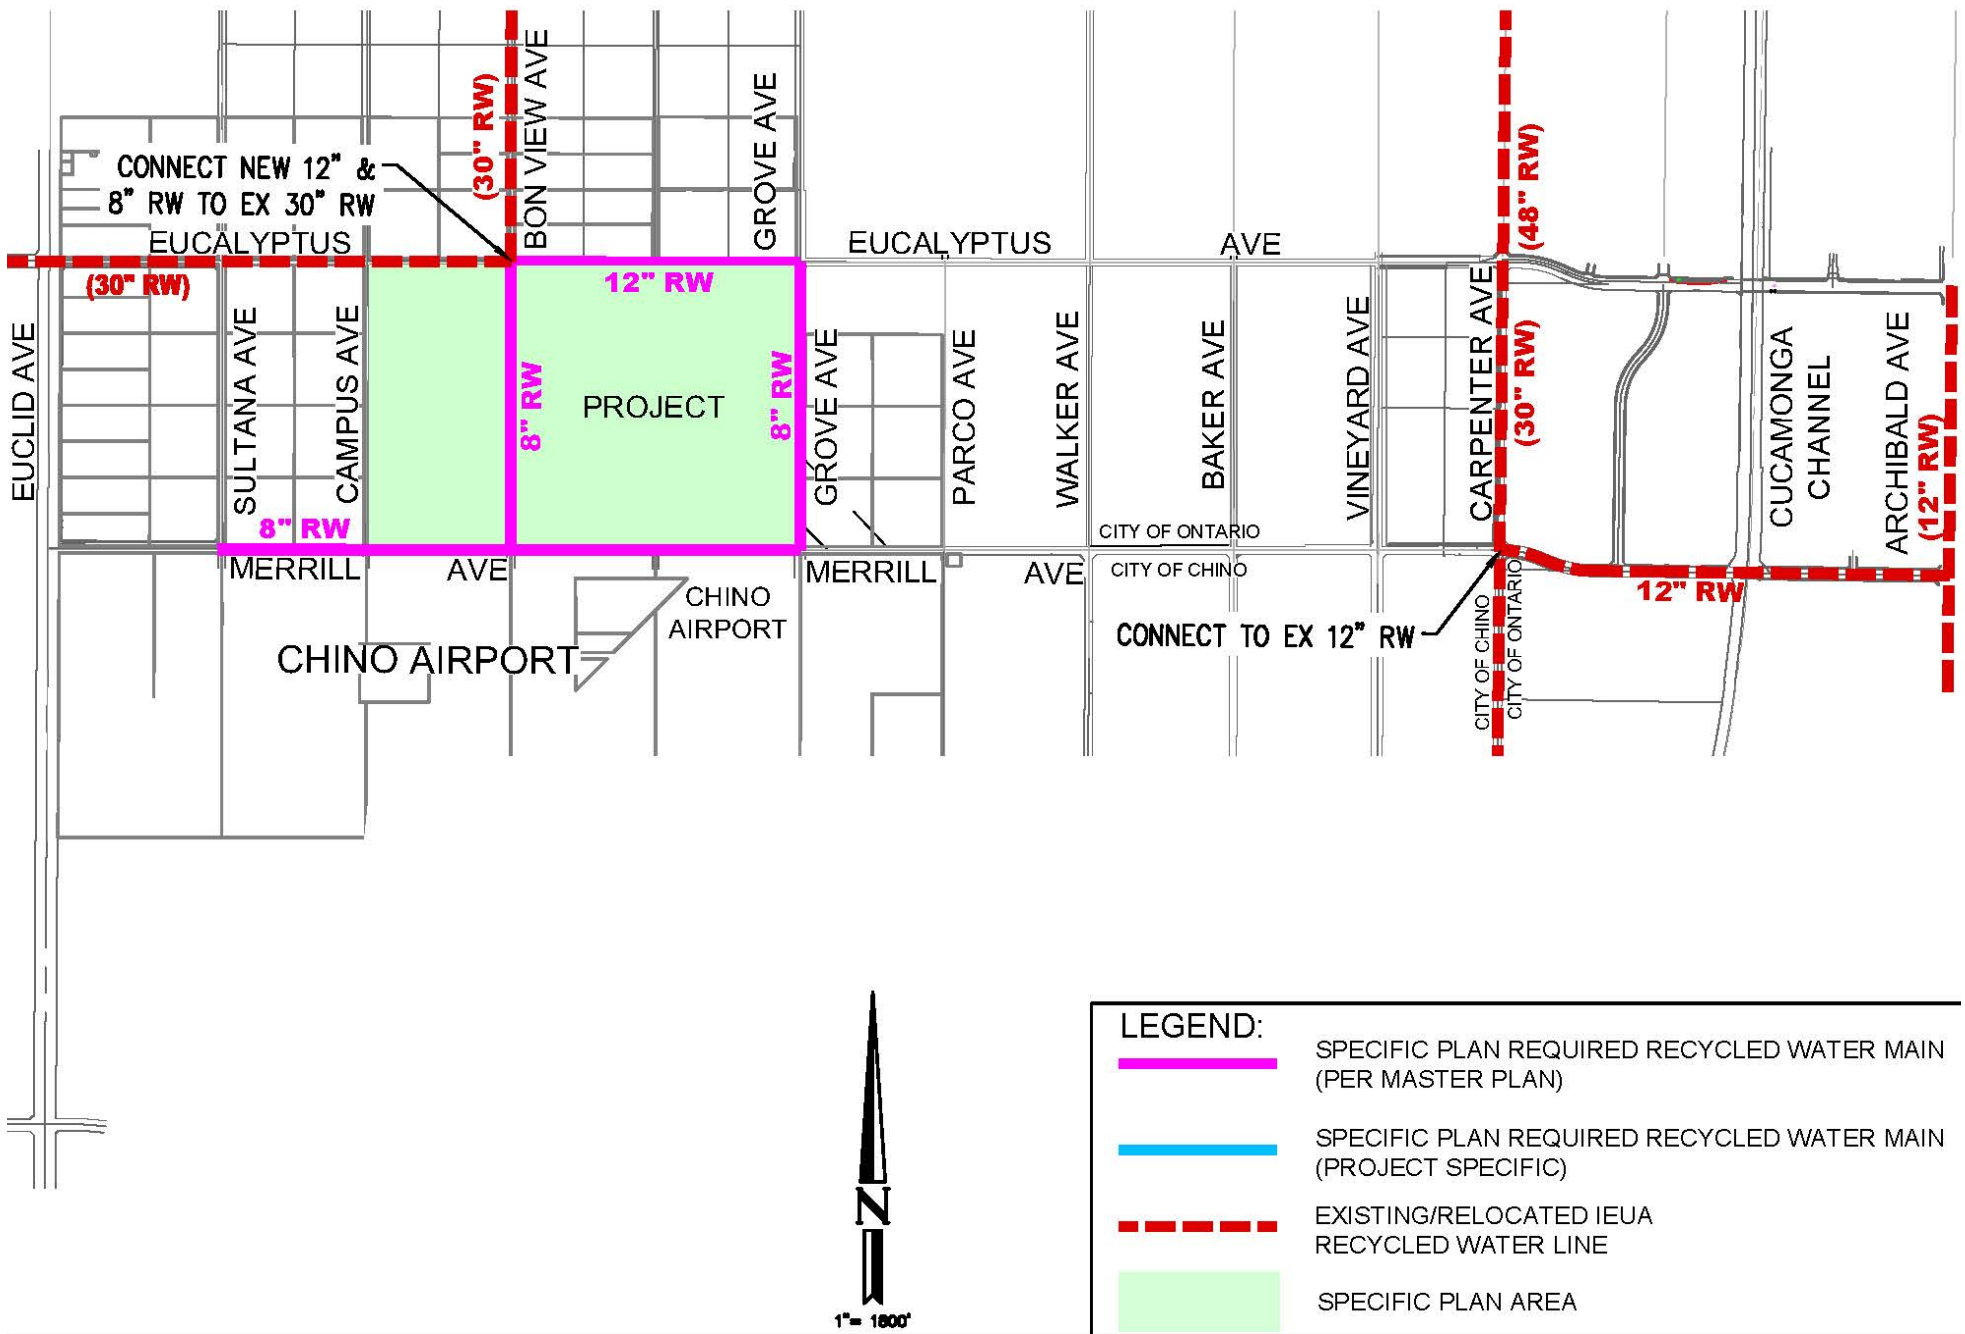 (30" RW)
BON VIEW AVE
GROVE AVE
(48" RW)
CONNECT NEW 12" &
8" RW TO EX 30" RW
EUCALYPTUS
EUCALYPTUS
AVE
(30" RW)
12" RW
EUCLID AVE
SULTANA AVE
CAMPUS AVE
8" RW
PROJECT
8" RW
GROVE AVE
PARCO AVE
WALKER AVE
BAKER AVE
VINEYARD AVE
CARPENTER AVE
(30" RW)
CUCAMONGA
CHANNEL
ARCHIBALD AVE
(12" RW)
8" RW
CITY OF ONTARIO
MERRILL
AVE
MERRILL
AVE
CITY OF CHINO
12" RW
CHINO
AIRPORT
CONNECT TO EX 12" RW
CITY OF CHINO
CITY OF ONTARIO
CHINO AIRPORT
N
1"= 1800'
LEGEND:
SPECIFIC PLAN REQUIRED RECYCLED WATER MAIN
(PER MASTER PLAN)
SPECIFIC PLAN REQUIRED RECYCLED WATER MAIN
(PROJECT SPECIFIC)
EXISTING/RELOCATED IEUA
RECYCLED WATER LINE
SPECIFIC PLAN AREA